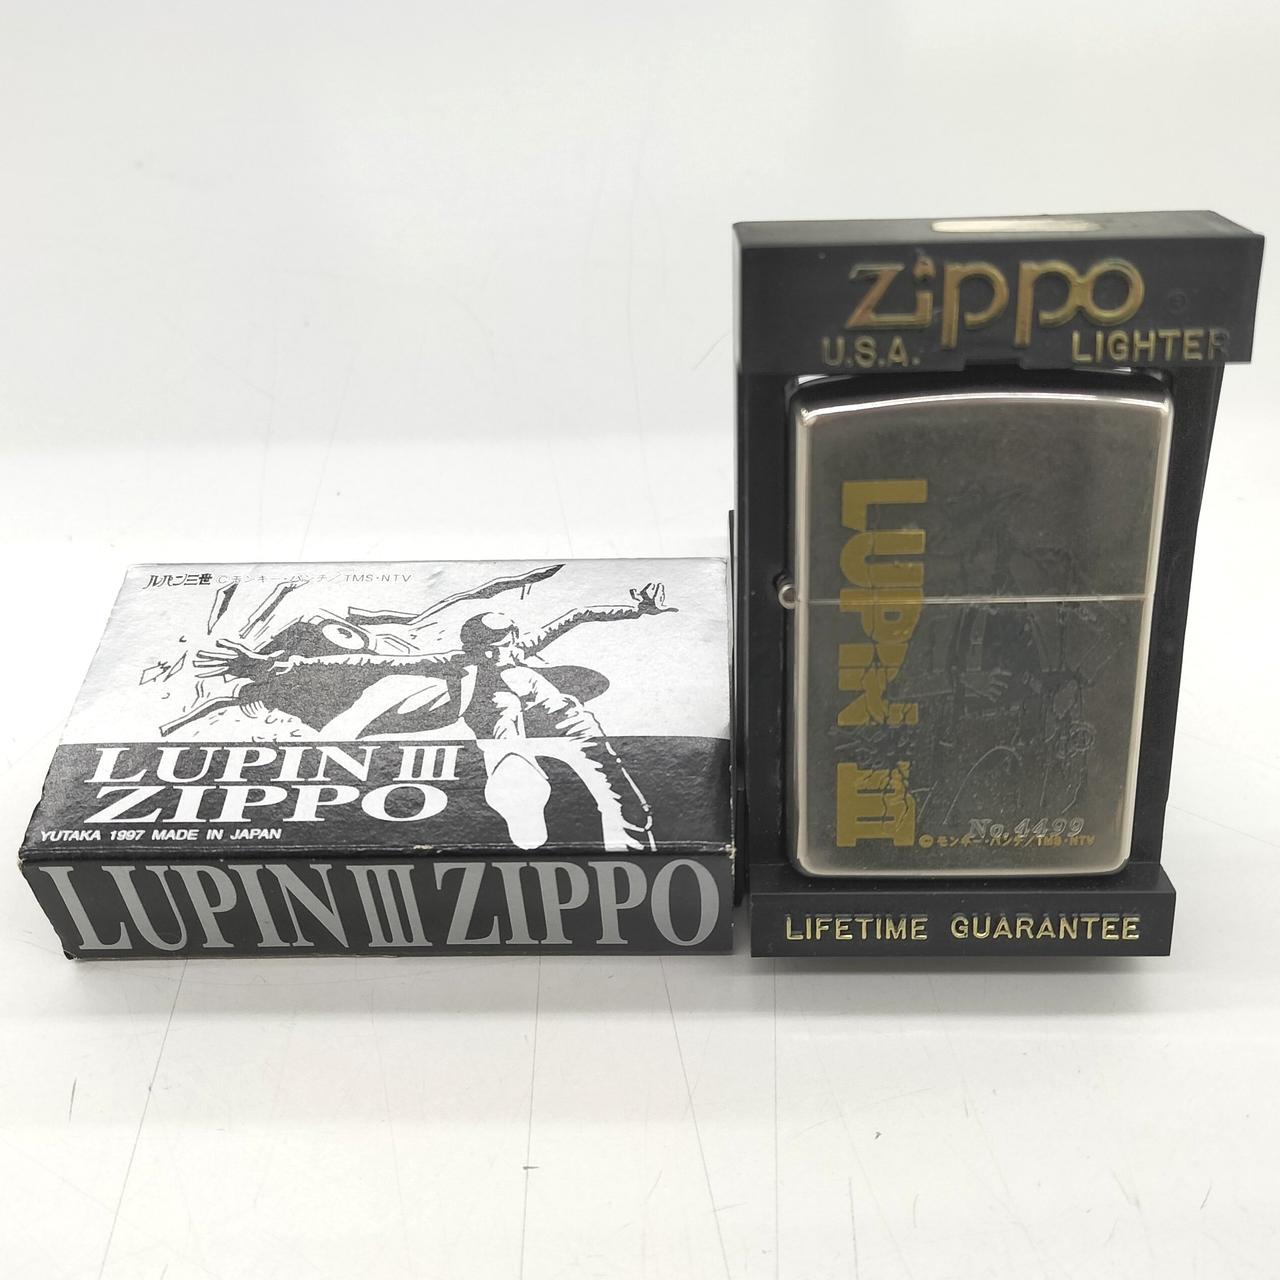 ルパン三世 © モンキー・パンチ/TMS・NTV
LUPIN III
ZIPPO
YUTAKA 1997 MADE IN JAPAN
LUPIN III ZIPPO
Zippo
U.S.A. LIGHTER
LUPIN III
No.4499
© モンキー・パンチ/TMS・NTV
LIFETIME GUARANTEE